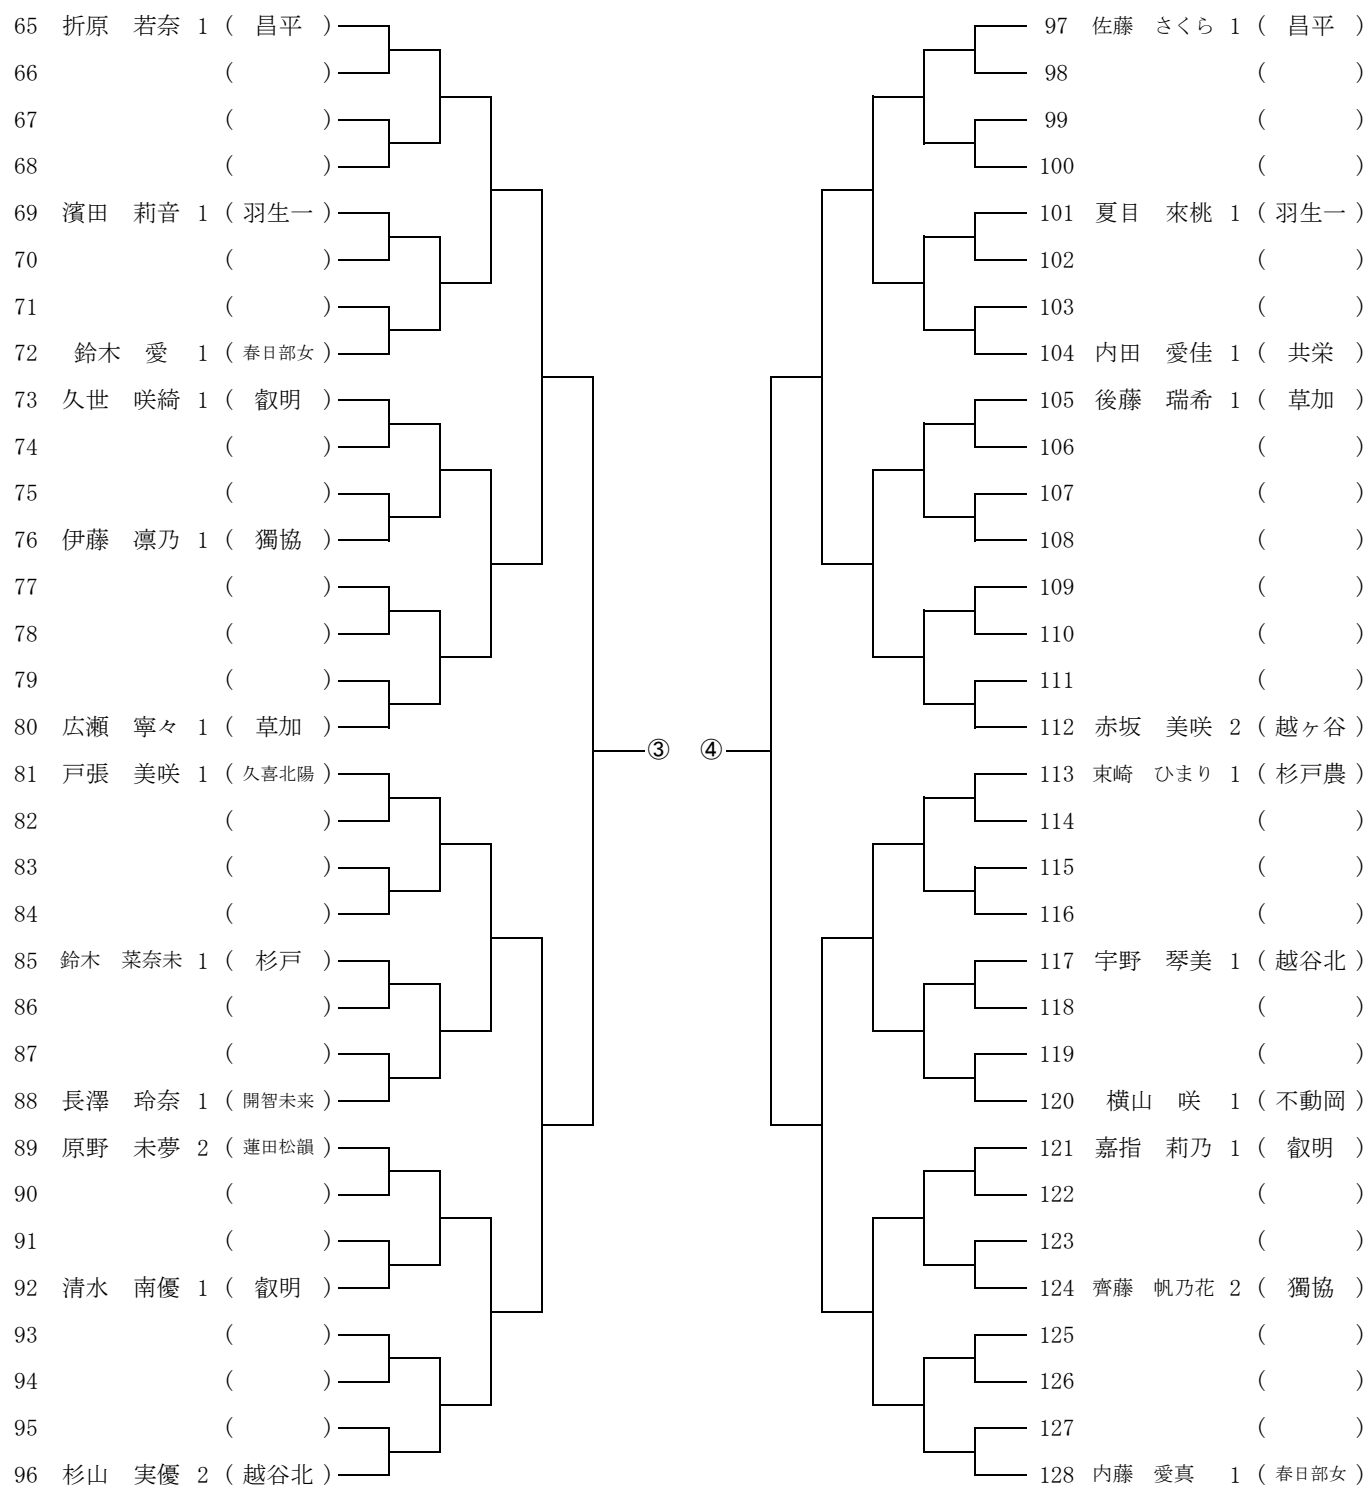 65 折原 若奈 1 ( 昌平 )
66 ( )
67 ( )
68 ( )
69 濱田 莉音 1 ( 羽生一 )
70 ( )
71 ( )
72 鈴木 愛 1 ( 春日部女 )
73 久世 咲綺 1 ( 叡明 )
74 ( )
75 ( )
76 伊藤 凛乃 1 ( 獨協 )
77 ( )
78 ( )
79 ( )
80 広瀬 寧々 1 ( 草加 )
81 戸張 美咲 1 ( 久喜北陽 )
82 ( )
83 ( )
84 ( )
85 鈴木 菜奈未 1 ( 杉戸 )
86 ( )
87 ( )
88 長澤 玲奈 1 ( 開智未来 )
89 原野 未夢 2 ( 蓮田松韻 )
90 ( )
91 ( )
92 清水 南優 1 ( 叡明 )
93 ( )
94 ( )
95 ( )
96 杉山 実優 2 ( 越谷北 )
③ ④
97 佐藤 さくら 1 ( 昌平 )
98 ( )
99 ( )
100 ( )
101 夏目 來桃 1 ( 羽生一 )
102 ( )
103 ( )
104 内田 愛佳 1 ( 共栄 )
105 後藤 瑞希 1 ( 草加 )
106 ( )
107 ( )
108 ( )
109 ( )
110 ( )
111 ( )
112 赤坂 美咲 2 ( 越ヶ谷 )
113 束崎 ひまり 1 ( 杉戸農 )
114 ( )
115 ( )
116 ( )
117 宇野 琴美 1 ( 越谷北 )
118 ( )
119 ( )
120 横山 咲 1 ( 不動岡 )
121 嘉指 莉乃 1 ( 叡明 )
122 ( )
123 ( )
124 齊藤 帆乃花 2 ( 獨協 )
125 ( )
126 ( )
127 ( )
128 内藤 愛真 1 ( 春日部女 )